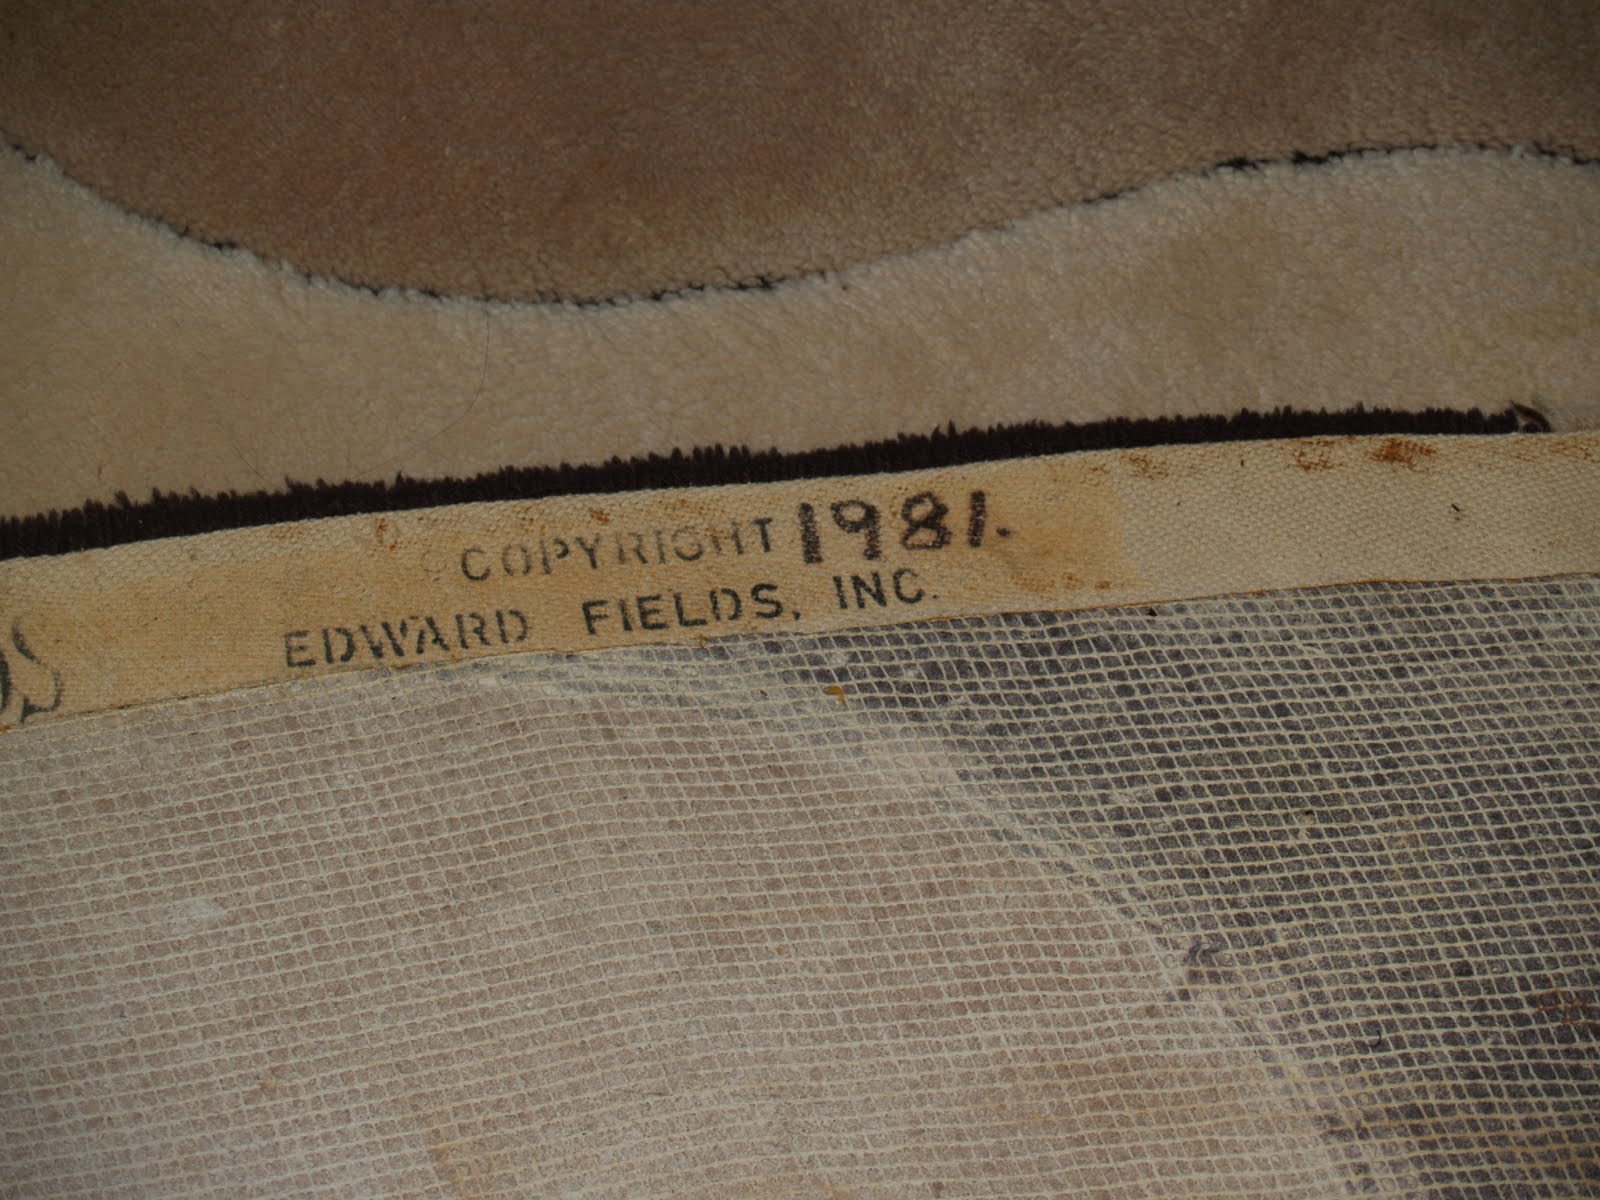 COPYRIGHT 1981.
EDWARD FIELDS, INC.